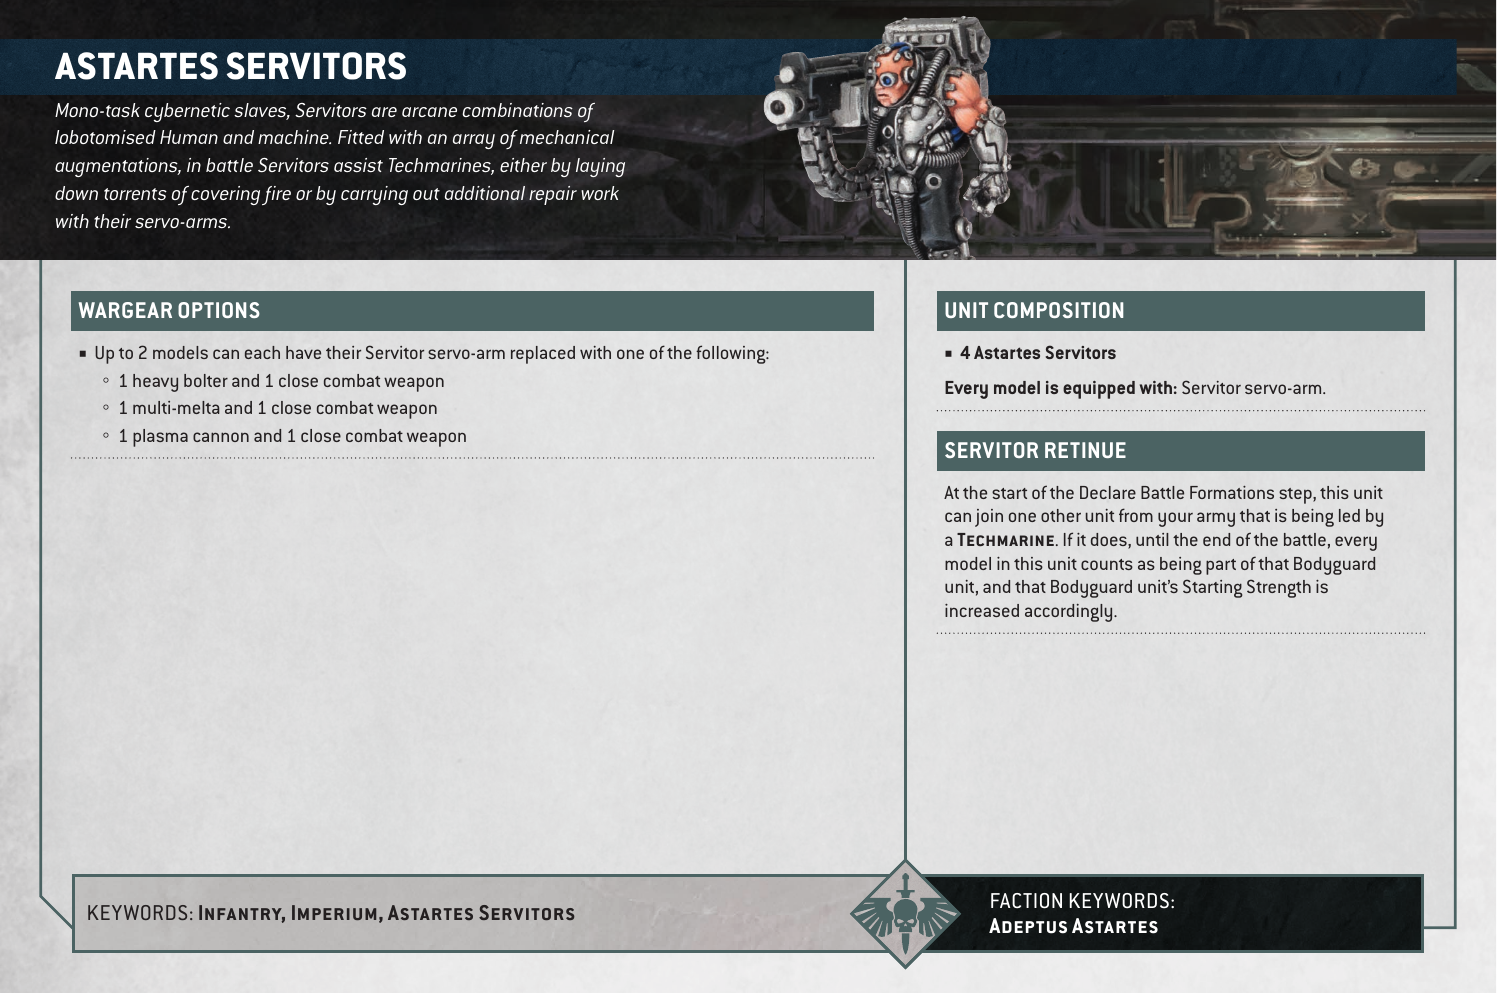 ASTARTES SERVITORS
Mono-task cybernetic slaves, Servitors are arcane combinations of
lobotomised Human and machine. Fitted with an array of mechanical
augmentations, in battle Servitors assist Techmarines, either by laying
down torrents of covering fire or by carrying out additional repair work
with their servo-arms.
WARGEAR OPTIONS
▪ Up to 2 models can each have their Servitor servo-arm replaced with one of the following:
◦ 1 heavy bolter and 1 close combat weapon
◦ 1 multi-melta and 1 close combat weapon
◦ 1 plasma cannon and 1 close combat weapon
UNIT COMPOSITION
▪ 4 Astartes Servitors
Every model is equipped with: Servitor servo-arm.
SERVITOR RETINUE
At the start of the Declare Battle Formations step, this unit
can join one other unit from your army that is being led by
a TECHMARINE. If it does, until the end of the battle, every
model in this unit counts as being part of that Bodyguard
unit, and that Bodyguard unit's Starting Strength is
increased accordingly.
KEYWORDS: INFANTRY, IMPERIUM, ASTARTES SERVITORS
FACTION KEYWORDS:
ADEPTUS ASTARTES